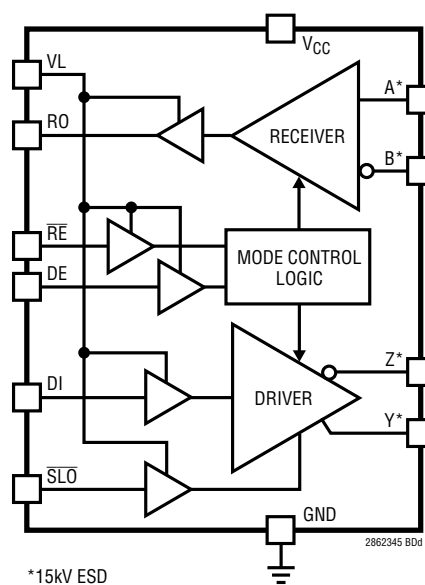 VCC
VL
A*
RO
RECEIVER
B*
RE
MODE CONTROL
LOGIC
DE
Z*
DI
DRIVER
Y*
SLO
GND
2862345 BDd
*15kV ESD